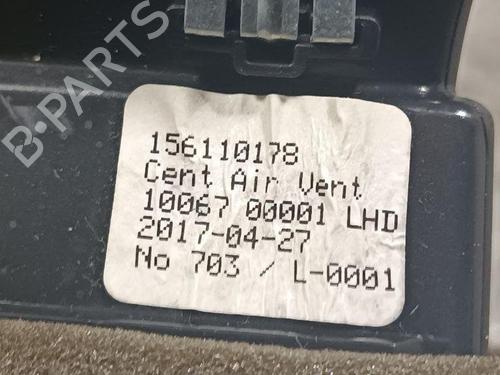 B-PARTS
156110178
Cent Air Vent
10067 00001 LHD
2017-04-27
No 703 / L-0001